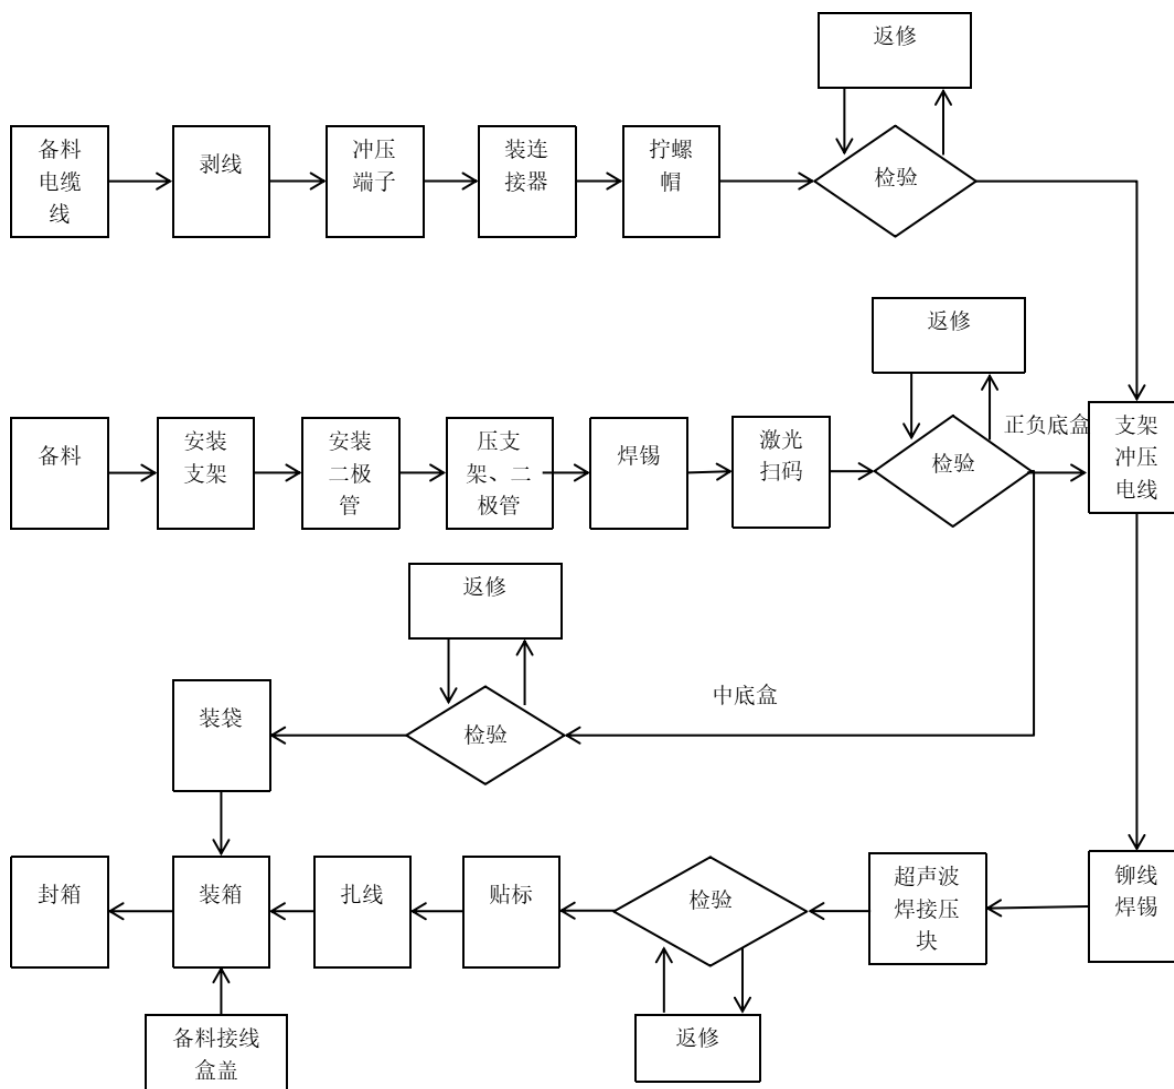 返修
备料
电缆
线
剥线
冲压
端子
装连
接器
拧螺
帽
检验
返修
正负底盒
备料
安装
支架
安装
二极
管
压支
架、二
极管
焊锡
激光
扫码
检验
支架
冲压
电线
返修
中底盒
装袋
检验
封箱
装箱
扎线
贴标
检验
超声波
焊接压
块
铆线
焊锡
备料接线
盒盖
返修